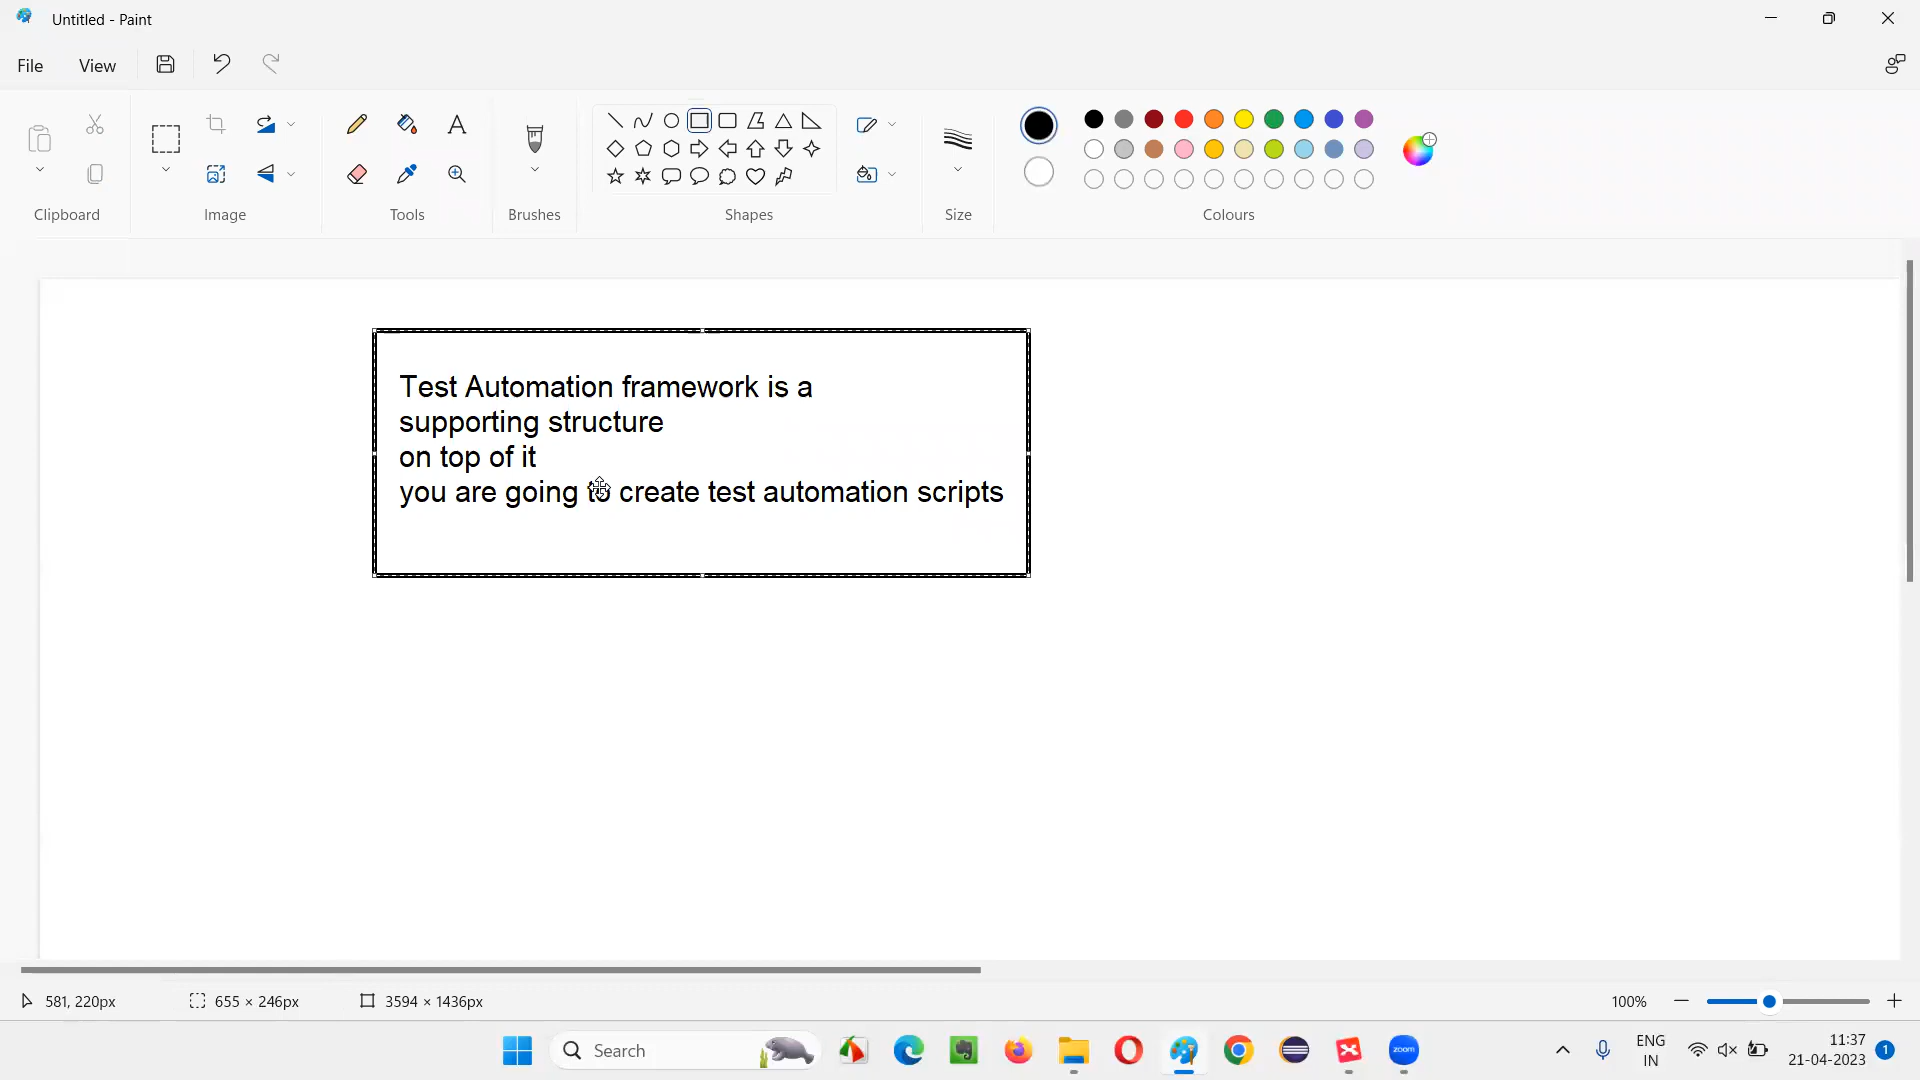 Untitled - Paint
File
View
Clipboard
Image
Tools
Brushes
Shapes
Size
Colours
Test Automation framework is a
supporting structure
on top of it
you are going to create test automation scripts
581, 220px
655 × 246px
3594 × 1436px
100%
Search
zoom
ENG
IN
11:37
21-04-2023
1